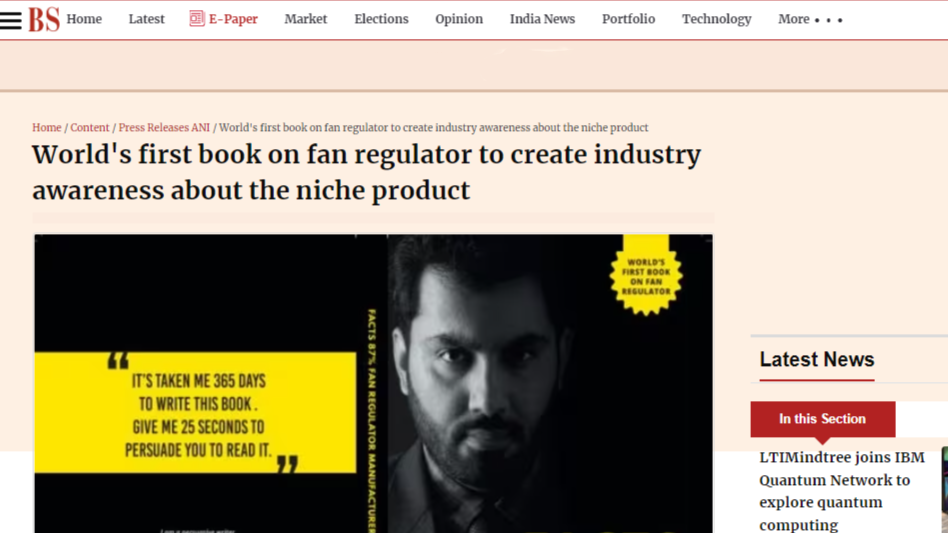 BS Home Latest E-Paper Market Elections Opinion India News Portfolio Technology More
Home / Content / Press Releases ANI / World's first book on fan regulator to create industry awareness about the niche product
World's first book on fan regulator to create industry
awareness about the niche product
“
IT'S TAKEN ME 365 DAYS
TO WRITE THIS BOOK .
GIVE ME 25 SECONDS TO
PERSUADE YOU TO READ IT.
”
FACTS 87% FAN REGULATOR MANUFACTURER
WORLD'S
FIRST BOOK
ON FAN
REGULATOR
Latest News
In this Section
LTIMindtree joins IBM
Quantum Network to
explore quantum
computing